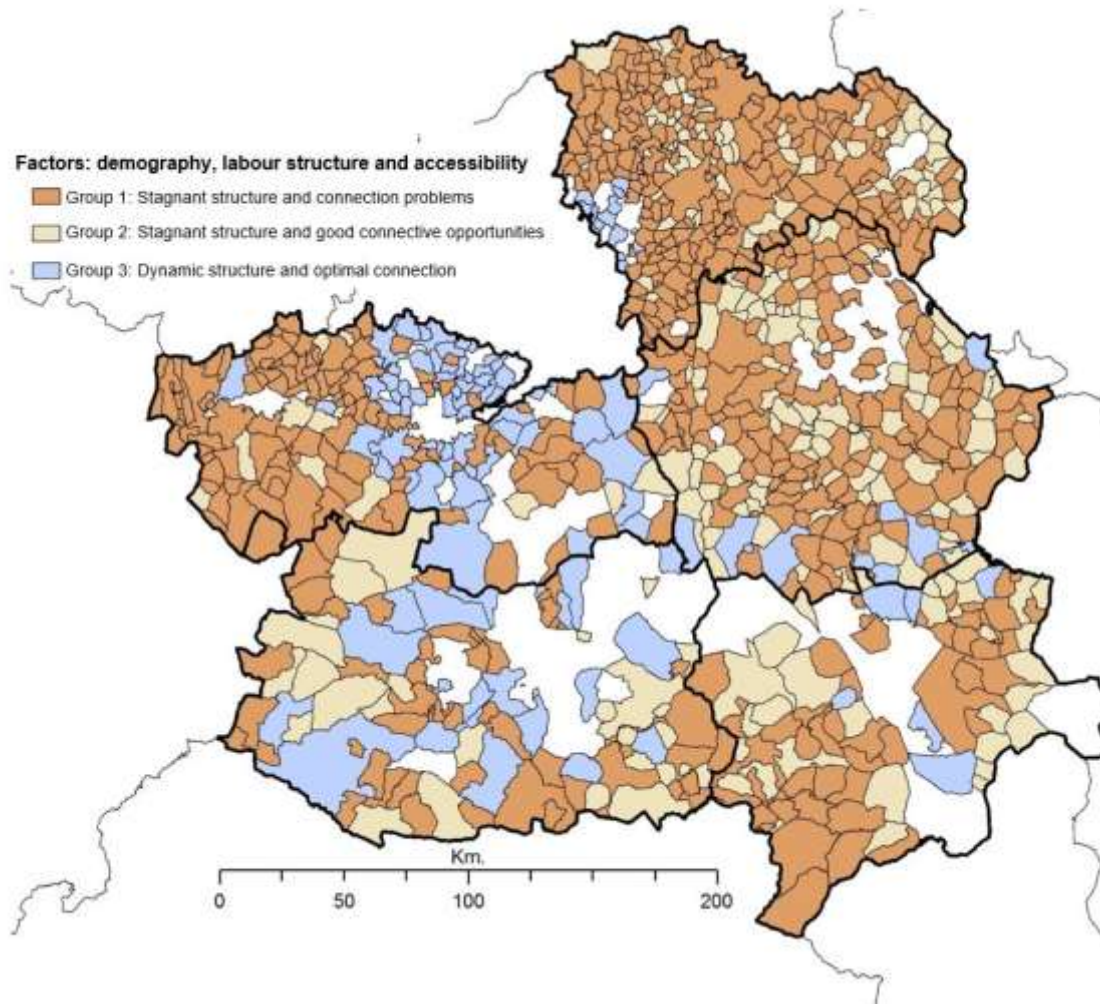 Factors: demography, labour structure and accessibility
Group 1: Stagnant structure and connection problems
Group 2: Stagnant structure and good connective opportunities
Group 3: Dynamic structure and optimal connection
Km.
0 50 100 200